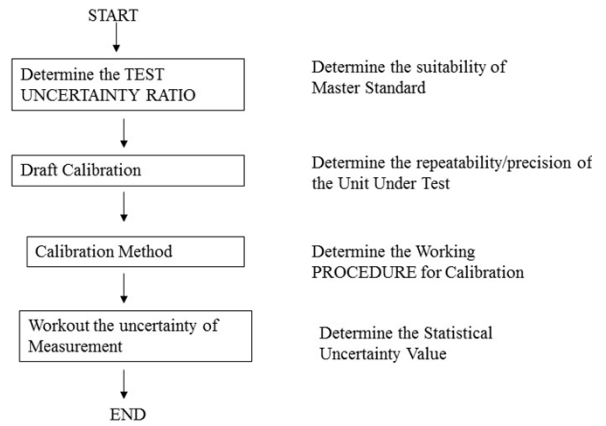 START
Determine the TEST
UNCERTAINTY RATIO
Determine the suitability of
Master Standard
Draft Calibration
Determine the repeatability/precision of
the Unit Under Test
Calibration Method
Determine the Working
PROCEDURE for Calibration
Workout the uncertainty of
Measurement
Determine the Statistical
Uncertainty Value
END